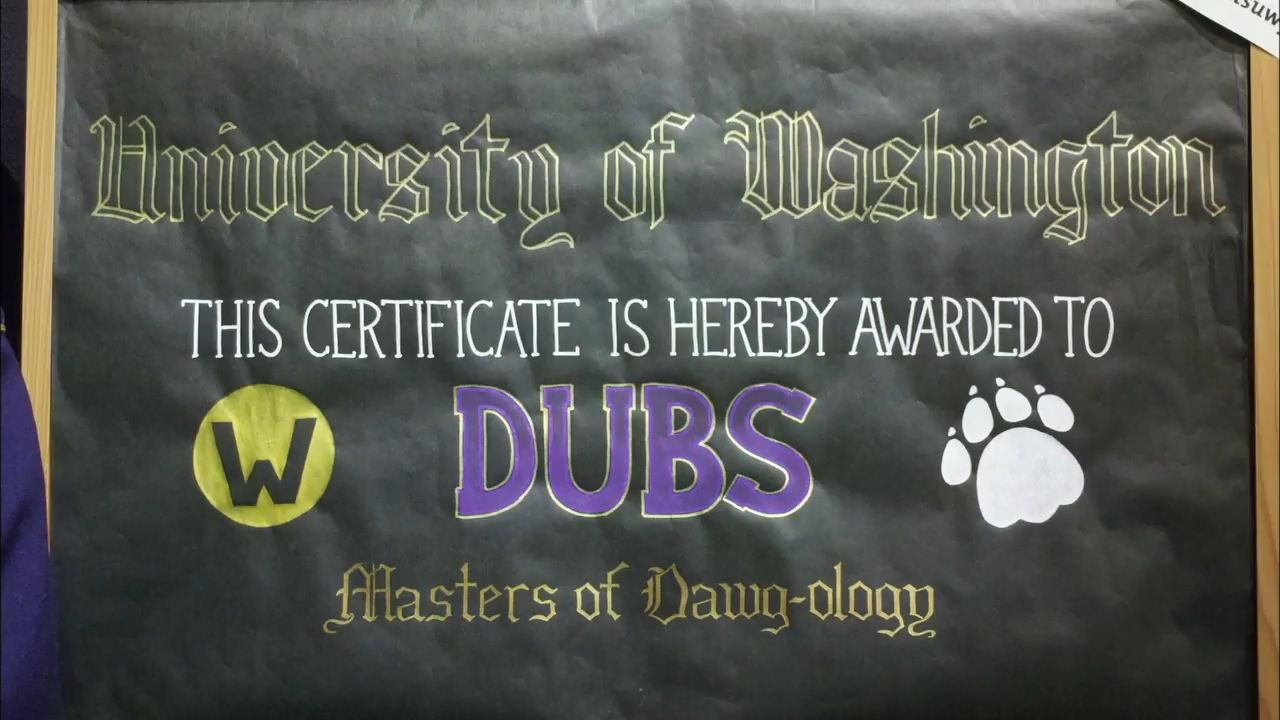 University of Washington
THIS CERTIFICATE IS HEREBY AWARDED TO
W
DUBS
Masters of Dawg-ology